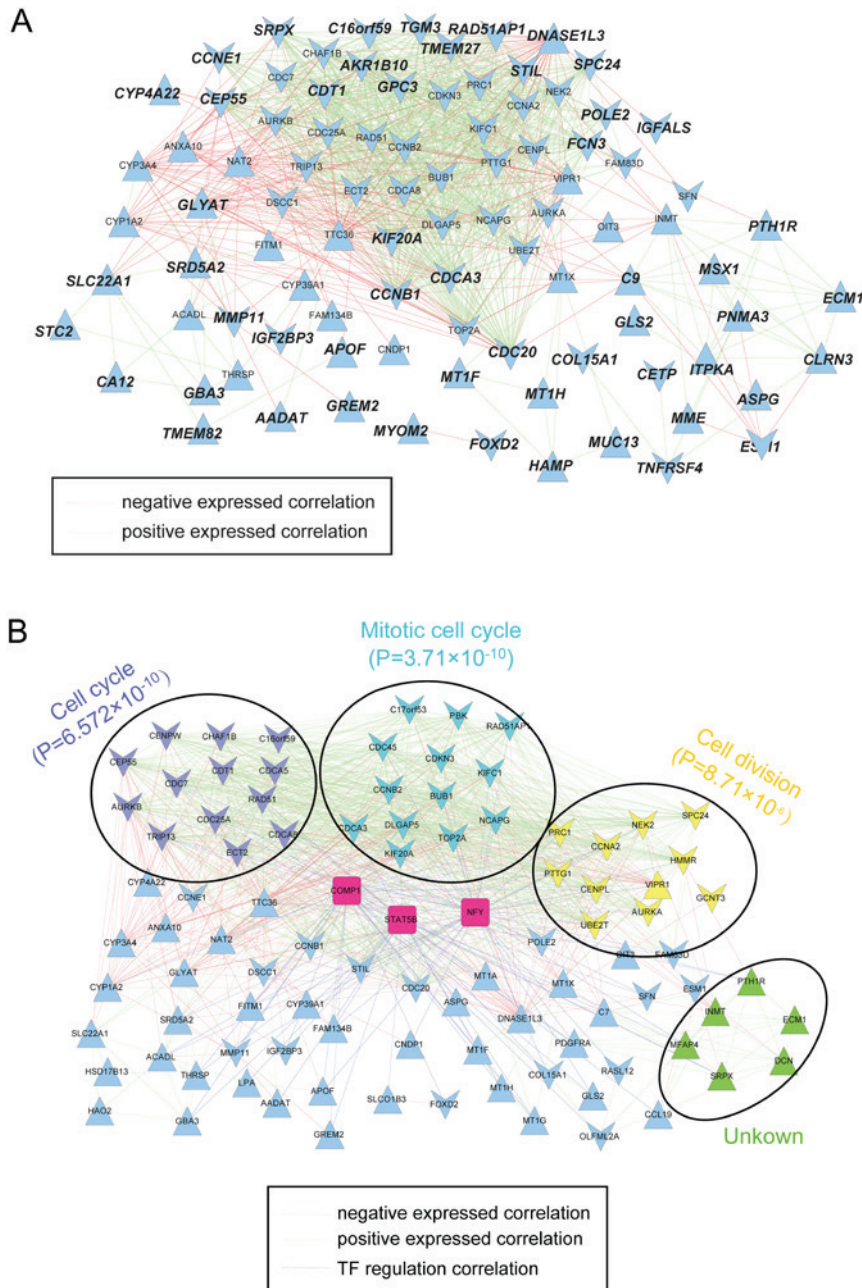 A
SRPX
C16orf59
TGM3
RAD51AP1
DNASE1L3
CCNE1
CHAF1B
TMEM27
SPC24
CDC7
AKR1B10
STIL
CYP4A22
CEP55
CDT1
GPC3
PRC1
NEK2
CDKN3
CCNA2
POLE2
IGFALS
AURKB
CDC25A
RAD51
KIFC1
FCN3
ANXA10
CCNB2
CENPL
FAM83D
CYP3A4
NAT2
TRIP13
BUB1
PTTG1
VIPR1
GLYAT
ECT2
CDCA8
SFN
DSCC1
DLGAP5
NCAPG
AURKA
CYP1A2
TTC36
KIF20A
OIT3
INMT
PTH1R
FITM1
UBE2T
SLC22A1
SRD5A2
CDCA3
MT1X
C9
MSX1
CYP39A1
CCNB1
ECM1
STC2
ACADL
MMP11
FAM134B
TOP2A
GLS2
PNMA3
IGF2BP3
APOF
CNDP1
CDC20
COL15A1
CETP
ITPKA
CLRN3
CA12
THRSP
GBA3
MT1F
MT1H
ASPG
TMEM82
AADAT
GREM2
MYOM2
MME
FOXD2
MUC13
ESM1
HAMP
TNFRSF4
negative expressed correlation
positive expressed correlation
B
Mitotic cell cycle
(P=3.71×10-10)
Cell cycle
(P=6.572×10-10)
Cell division
(P=8.71×10-6)
C17orf53
PBK
RAD51AP1
CENPW
CHAF1B
C16orf59
CEP55
CDC45
CDKN3
KIFC1
CDC7
CDT1
CDCA5
RAD51
AURKB
CCNB2
BUB1
SPC24
NEK2
CDC25A
TRIP13
CDCA8
CDCA3
DLGAP5
TOP2A
NCAPG
PRC1
CCNA2
ECT2
KIF20A
HMMR
PTTG1
CENPL
VIPR1
GCNT3
CYP4A22
CCNE1
COMP1
NFY
AURKA
UBE2T
TTC36
STAT5B
ANXA10
CYP3A4
NAT2
CCNB1
POLE2
OIT3
FAM83D
GLYAT
DSCC1
STIL
MT1A
CYP1A2
CDC20
MT1X
SFN
ESM1
PTH1R
FITM1
CYP39A1
ASPG
INMT
ECM1
SRD5A2
DNASE1L3
C7
SLC22A1
FAM134B
MFAP4
ACADL
MMP11
IGF2BP3
CNDP1
MT1F
PDGFRA
DCN
HSD17B13
THRSP
LPA
COL15A1
RASL12
SRPX
APOF
MT1H
GLS2
HAO2
AADAT
SLCO1B3
FOXD2
GBA3
MT1G
CCL19
GREM2
OLFML2A
Unkown
negative expressed correlation
positive expressed correlation
TF regulation correlation